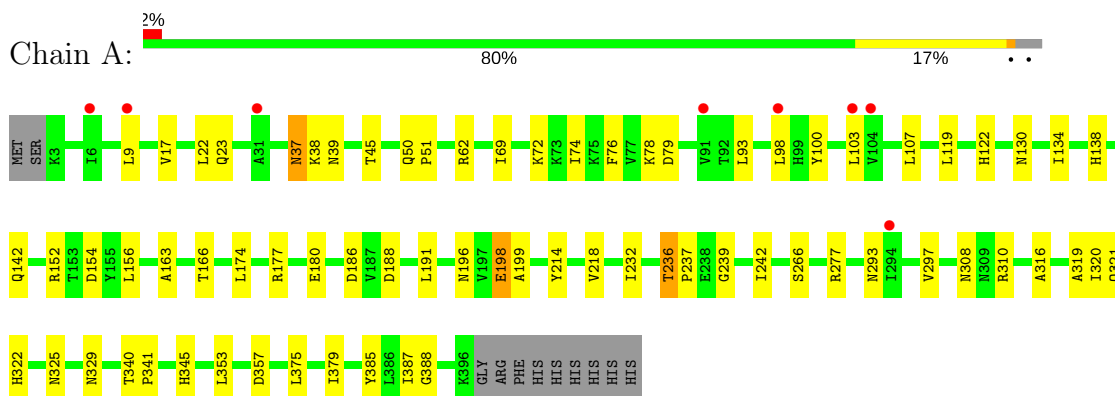 2%
Chain A:
80% 17% • •
MET SER K3 I6 L9 V17 L22 Q23 A31 N37 K38 N39 T45 Q50 P51 R62 I69 K72 K73 I74 K75 F76 V77 K78 D79 V91 T92 L93 L98 H99 Y100 L103 V104 L107 L119 H122 N130 I134 H138
Q142 R152 T153 D154 Y155 L156 A163 T166 L174 R177 E180 D186 V187 D188 L191 N196 V197 E198 A199 Y214 V218 I232 T236 P237 E238 G239 I242 S266 R277 N293 I294 V297 N308 N309 R310 A316 A319 I320 Q321
H322 N325 N329 T340 P341 H345 L353 D357 L375 I379 Y385 L386 I387 G388 K396 GLY ARG PHE HIS HIS HIS HIS HIS HIS